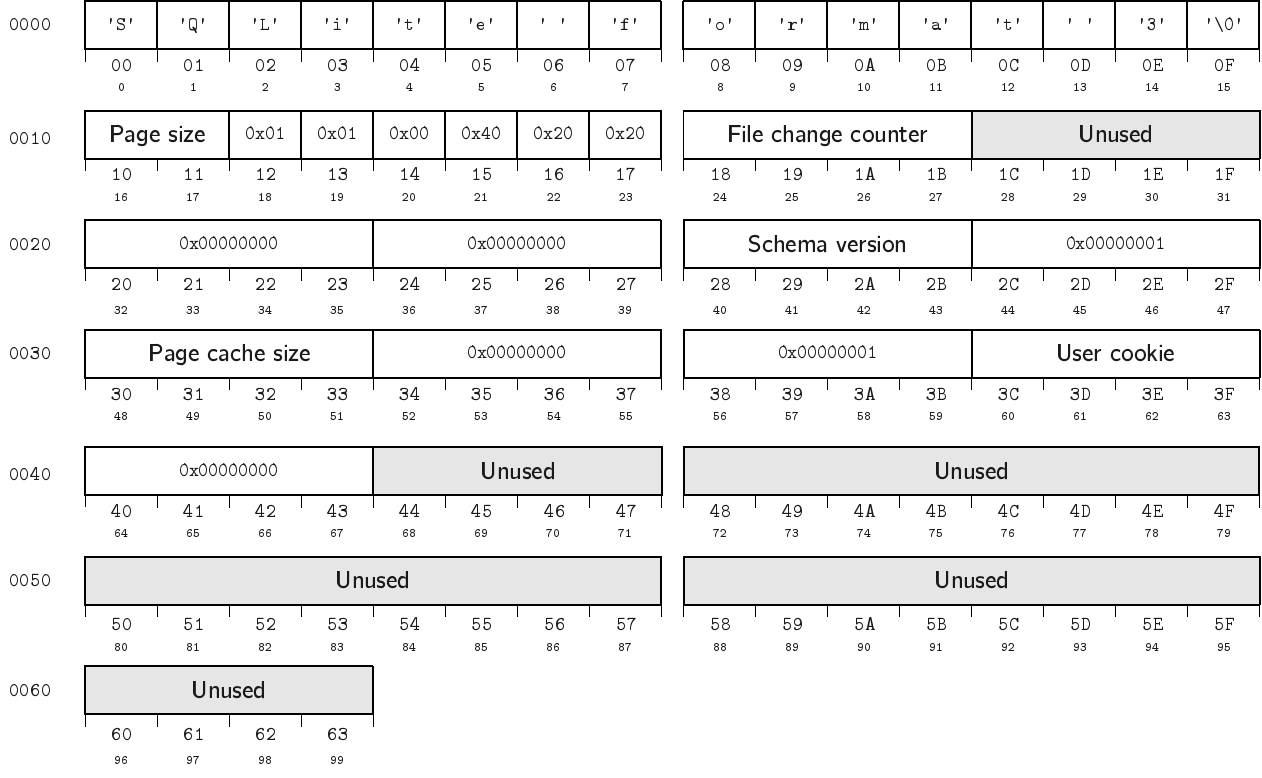 0000 'S' 'Q' 'L' 'i' 't' 'e' ' ' 'f' 'o' 'r' 'm' 'a' 't' ' ' '3' '\0'
00 01 02 03 04 05 06 07 08 09 0A 0B 0C 0D 0E 0F
0 1 2 3 4 5 6 7 8 9 10 11 12 13 14 15
0010 Page size 0x01 0x01 0x00 0x40 0x20 0x20 File change counter Unused
10 11 12 13 14 15 16 17 18 19 1A 1B 1C 1D 1E 1F
16 17 18 19 20 21 22 23 24 25 26 27 28 29 30 31
0020 0x00000000 0x00000000 Schema version 0x00000001
20 21 22 23 24 25 26 27 28 29 2A 2B 2C 2D 2E 2F
32 33 34 35 36 37 38 39 40 41 42 43 44 45 46 47
0030 Page cache size 0x00000000 0x00000001 User cookie
30 31 32 33 34 35 36 37 38 39 3A 3B 3C 3D 3E 3F
48 49 50 51 52 53 54 55 56 57 58 59 60 61 62 63
0040 0x00000000 Unused Unused
40 41 42 43 44 45 46 47 48 49 4A 4B 4C 4D 4E 4F
64 65 66 67 68 69 70 71 72 73 74 75 76 77 78 79
0050 Unused Unused
50 51 52 53 54 55 56 57 58 59 5A 5B 5C 5D 5E 5F
80 81 82 83 84 85 86 87 88 89 90 91 92 93 94 95
0060 Unused
60 61 62 63
96 97 98 99